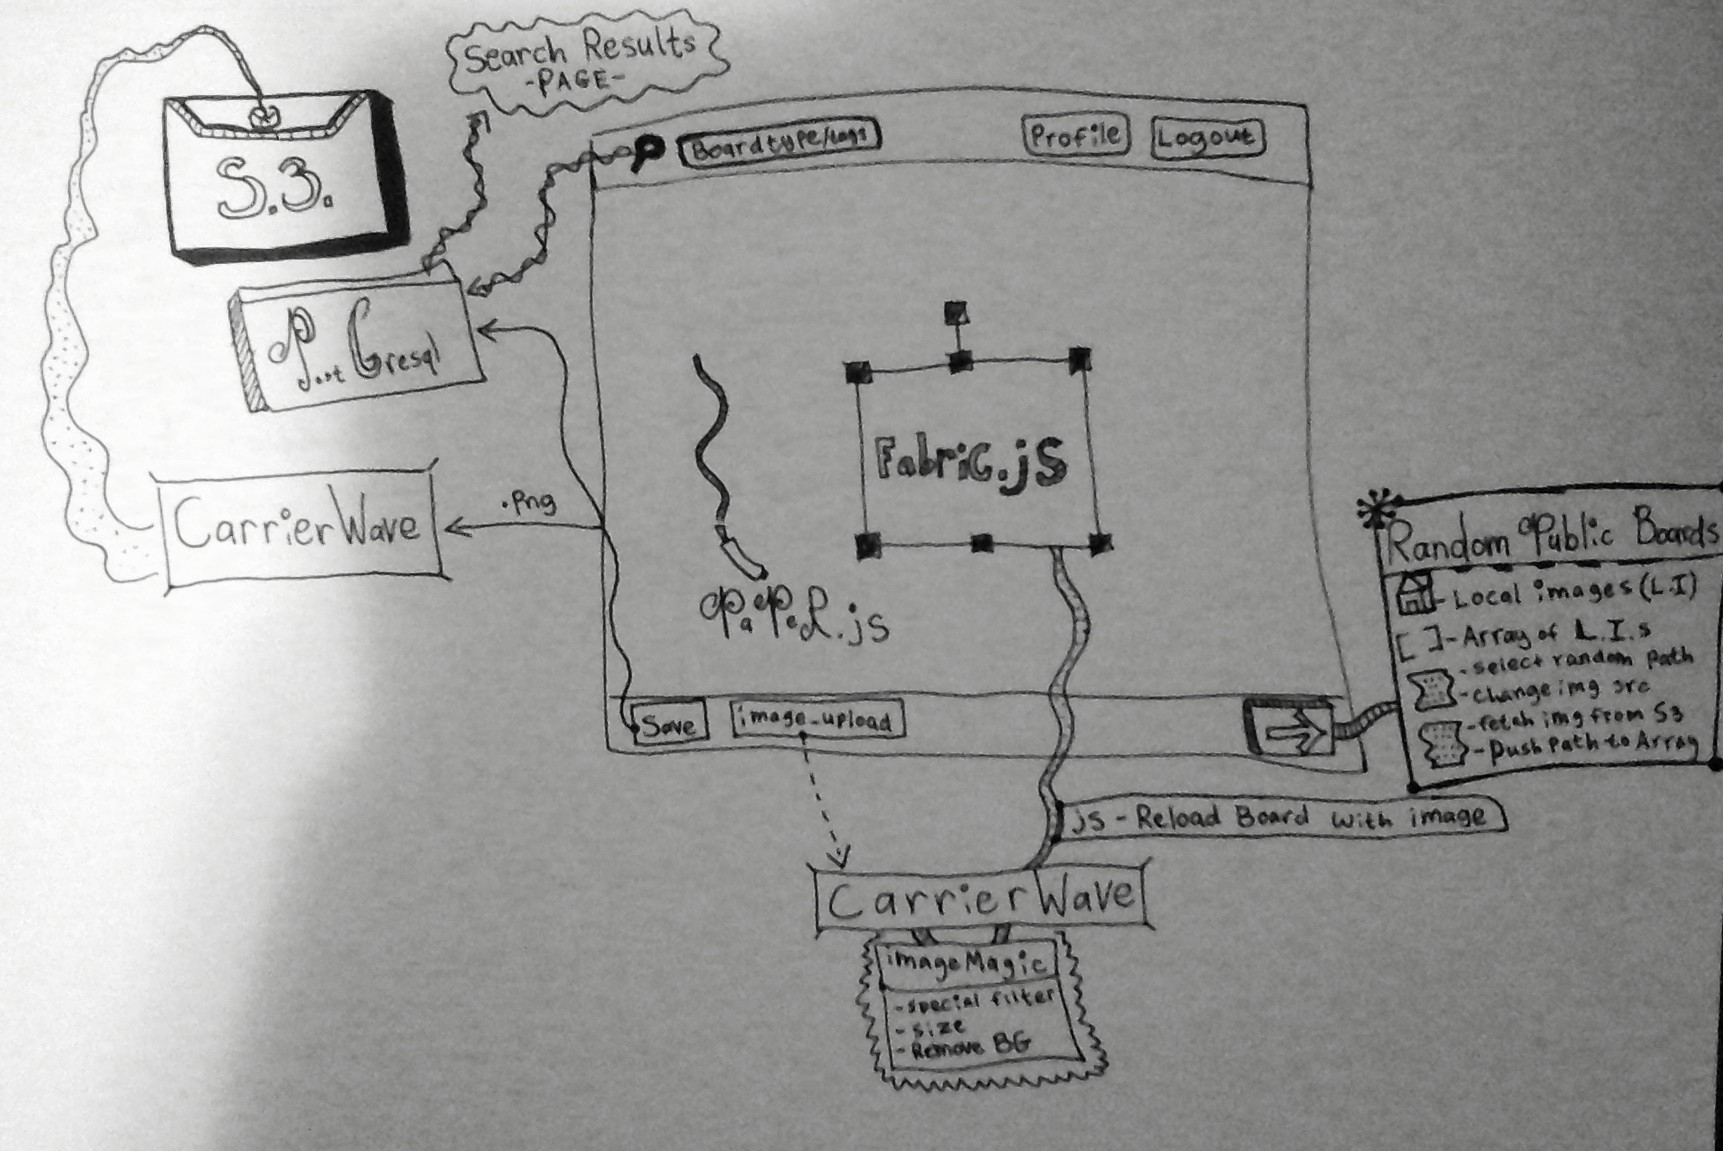 Search Results
-PAGE-
S.3.
Boardtype/tags
Profile
Logout
PostGresql
Fabric.js
CarrierWave
.png
PaPeR.js
Save
image_upload
Random Public Boards
- Local images (L.I)
[ ]-Array of L.I.s
-select random path
-change img src
-fetch img from S3
-push path to Array
js - Reload Board with image
CarrierWave
imageMagic
-special filter
-size
-Remove BG